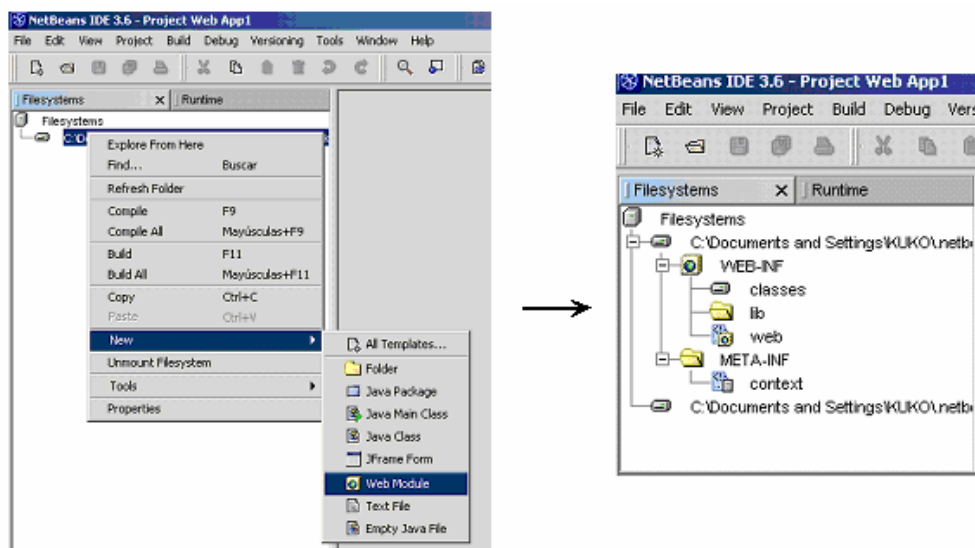 NetBeans IDE 3.6 - Project Web App1
File Edit View Project Build Debug Versioning Tools Window Help
Filesystems Runtime
Filesystems
Explore From Here
Find... Buscar
Refresh Folder
Compile F9
Compile All Mayúsculas+F9
Build F11
Build All Mayúsculas+F11
Copy Ctrl+C
Paste Ctrl+V
New
Unmount Filesystem
Tools
Properties
All Templates...
Folder
Java Package
Java Main Class
Java Class
JFrame Form
Web Module
Text File
Empty Java File
NetBeans IDE 3.6 - Project Web App1
File Edit View Project Build Debug Vers
Filesystems Runtime
Filesystems
C:\Documents and Settings\KUKO\.netb
WEB-INF
classes
lib
web
META-INF
context
C:\Documents and Settings\KUKO\.netb